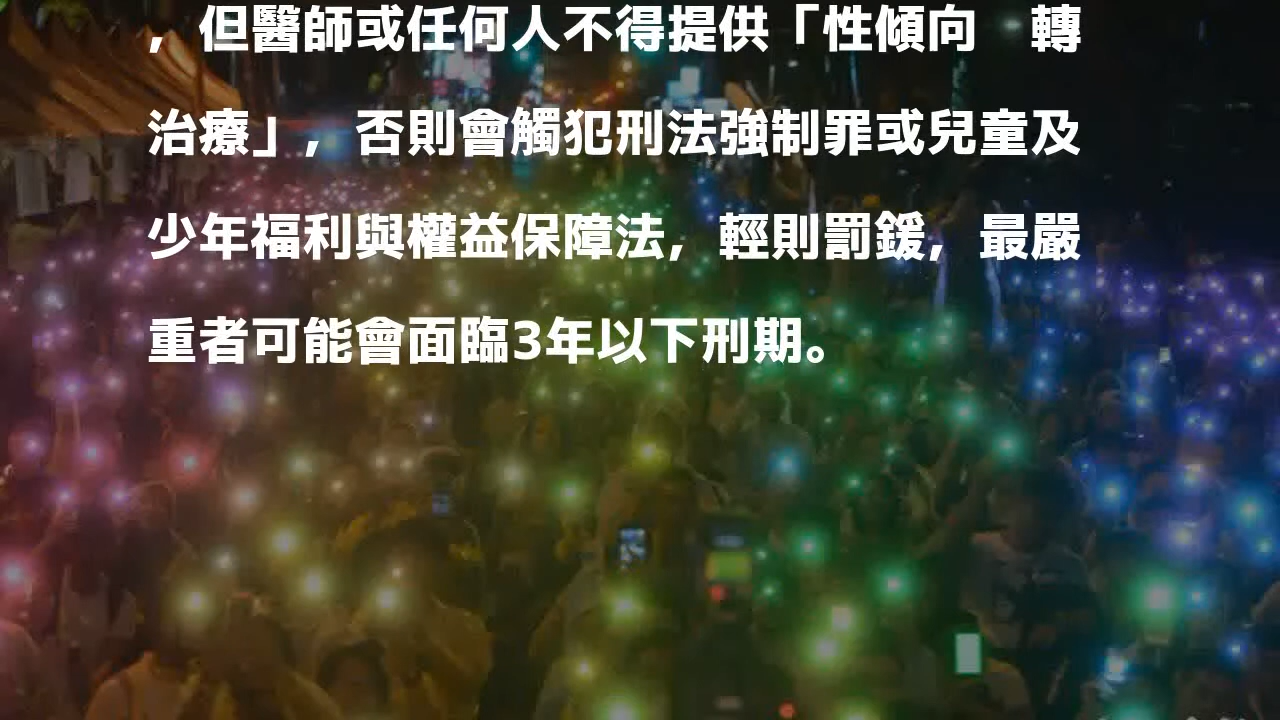 ，但醫師或任何人不得提供「性傾向　轉
治療」，否則會觸犯刑法強制罪或兒童及
少年福利與權益保障法，輕則罰鍰，最嚴
重者可能會面臨3年以下刑期。